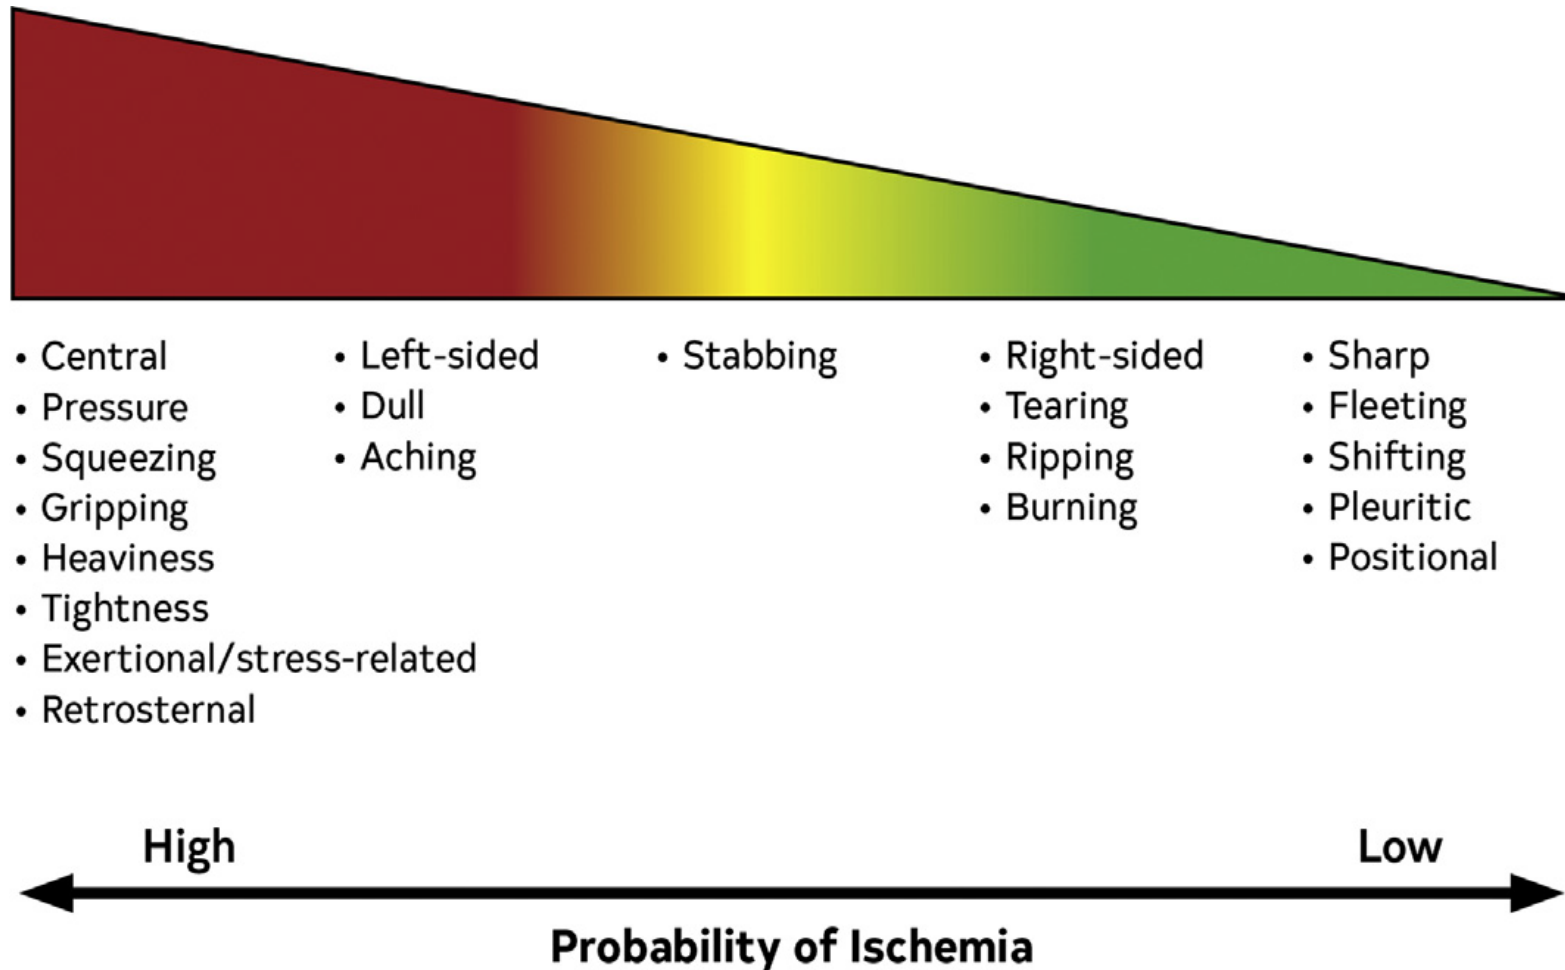 • Central
• Pressure
• Squeezing
• Gripping
• Heaviness
• Tightness
• Exertional/stress-related
• Retrosternal
• Left-sided
• Dull
• Aching
• Stabbing
• Right-sided
• Tearing
• Ripping
• Burning
• Sharp
• Fleeting
• Shifting
• Pleuritic
• Positional
High
Low
Probability of Ischemia